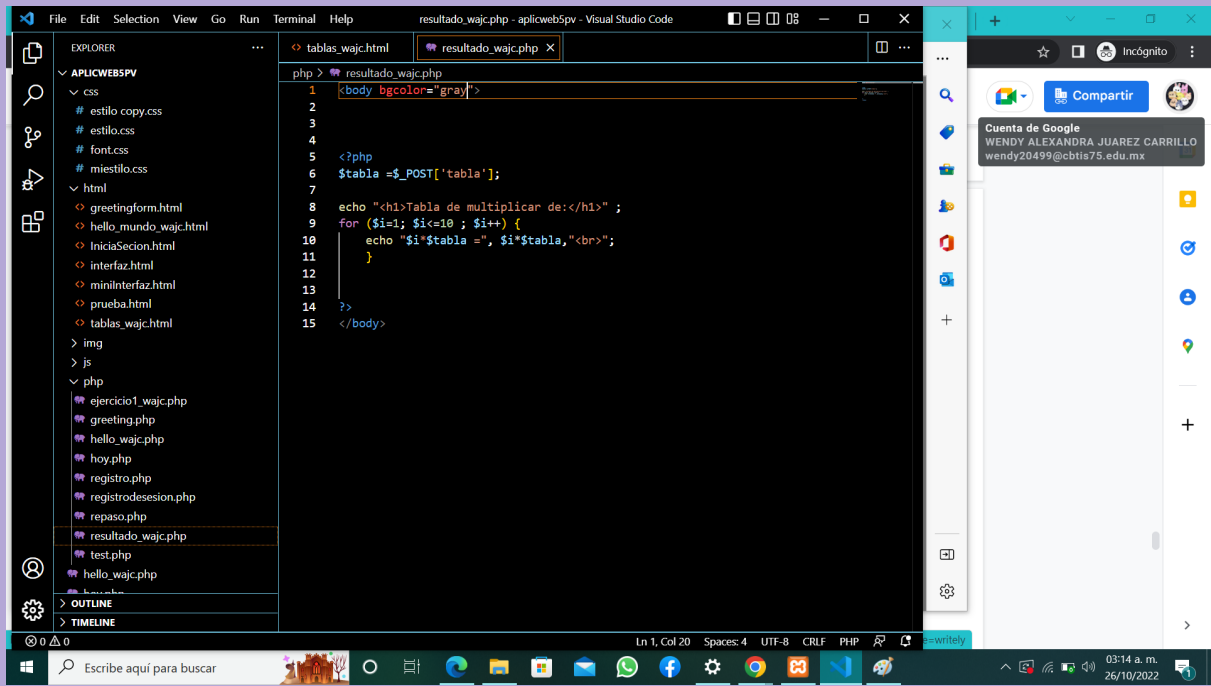 File Edit Selection View Go Run Terminal Help
resultado_wajc.php - aplicweb5pv - Visual Studio Code
EXPLORER
APLICWEB5PV
css
estilo copy.css
estilo.css
font.css
miestilo.css
html
greetingform.html
hello_mundo_wajc.html
IniciaSecion.html
interfaz.html
miniInterfaz.html
prueba.html
tablas_wajc.html
img
js
php
ejercicio1_wajc.php
greeting.php
hello_wajc.php
hoy.php
registro.php
registrodesesion.php
repaso.php
resultado_wajc.php
test.php
hello_wajc.php
hoy.php
OUTLINE
TIMELINE
tablas_wajc.html
resultado_wajc.php
php > resultado_wajc.php
1 <body bgcolor="gray">
2
3
4
5 <?php
6 $tabla =$_POST['tabla'];
7
8 echo "<h1>Tabla de multiplicar de:</h1>" ;
9 for ($i=1; $i<=10 ; $i++) {
10 echo "$i*$tabla =", $i*$tabla,"<br>";
11 }
12
13
14 ?>
15 </body>
0 0
Ln 1, Col 20 Spaces: 4 UTF-8 CRLF PHP
Incógnito
Compartir
Cuenta de Google
WENDY ALEXANDRA JUAREZ CARRILLO
wendy20499@cbtis75.edu.mx
e=writely
Escribe aquí para buscar
03:14 a. m.
26/10/2022
1